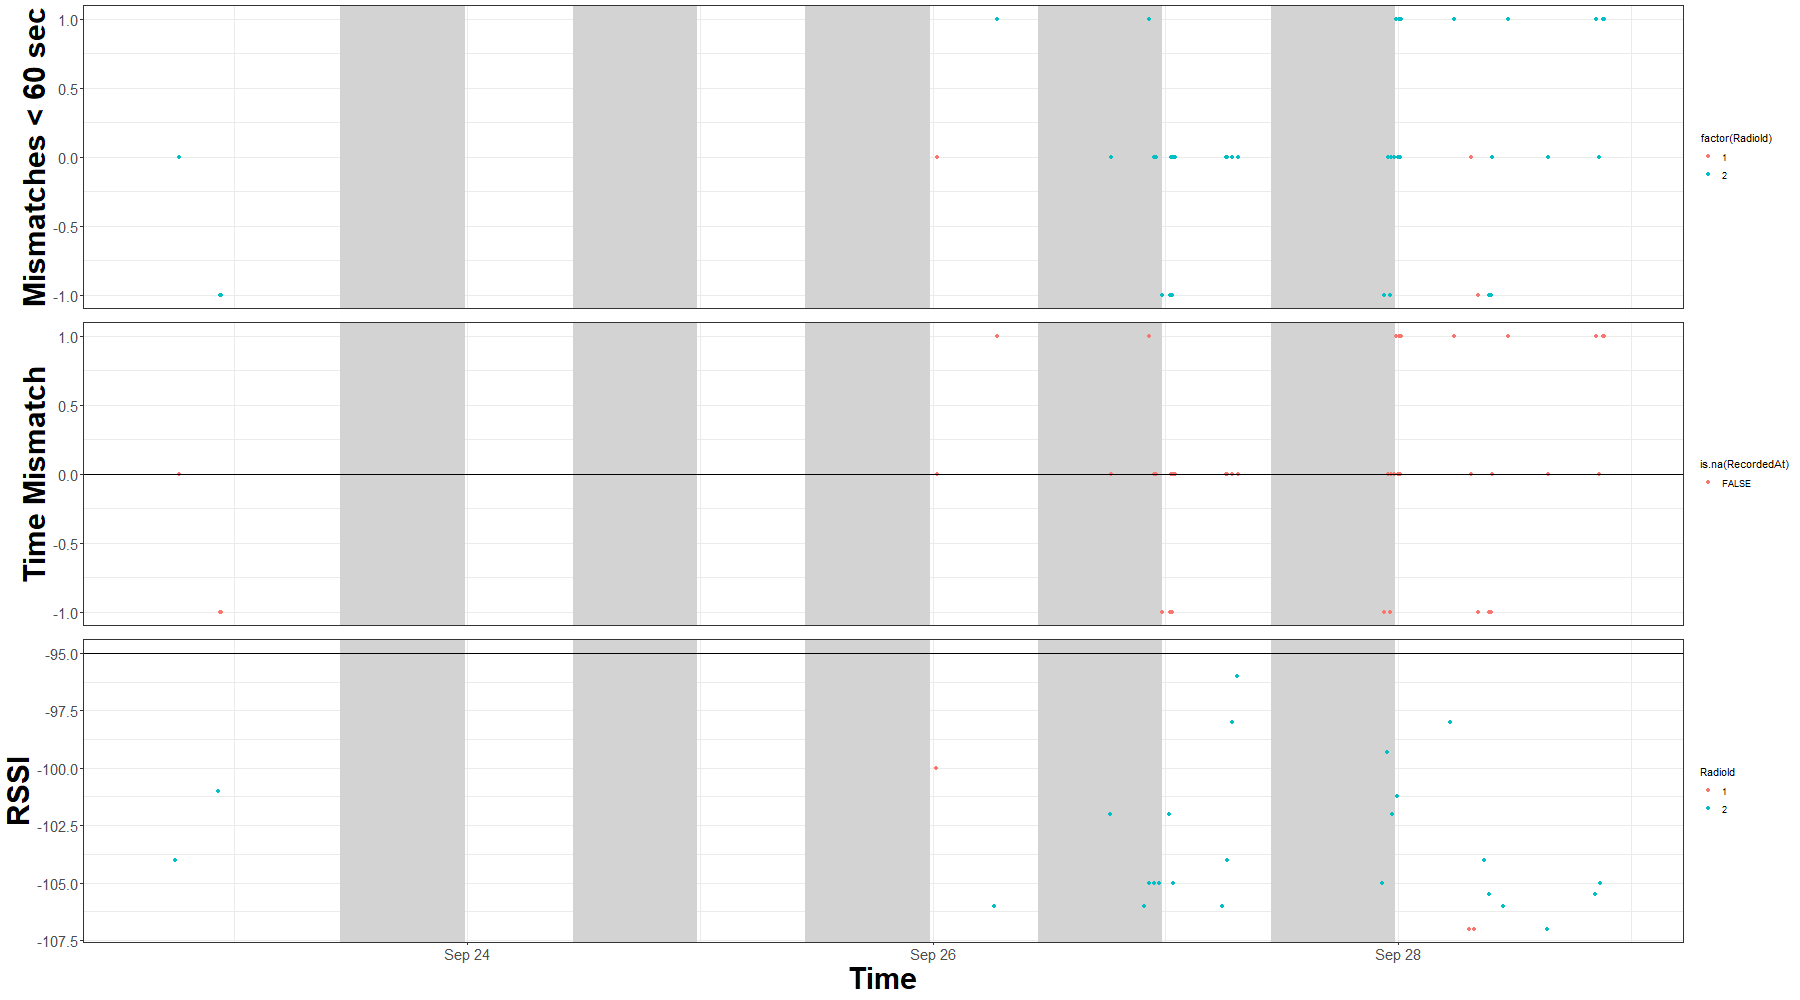 Mismatches < 60 sec
1.0
0.5
0.0
-0.5
-1.0
factor(RadioId)
1
2
Time Mismatch
1.0
0.5
0.0
-0.5
-1.0
is.na(RecordedAt)
FALSE
RSSI
-95.0
-97.5
-100.0
-102.5
-105.0
-107.5
RadioId
1
2
Sep 24
Sep 26
Sep 28
Time